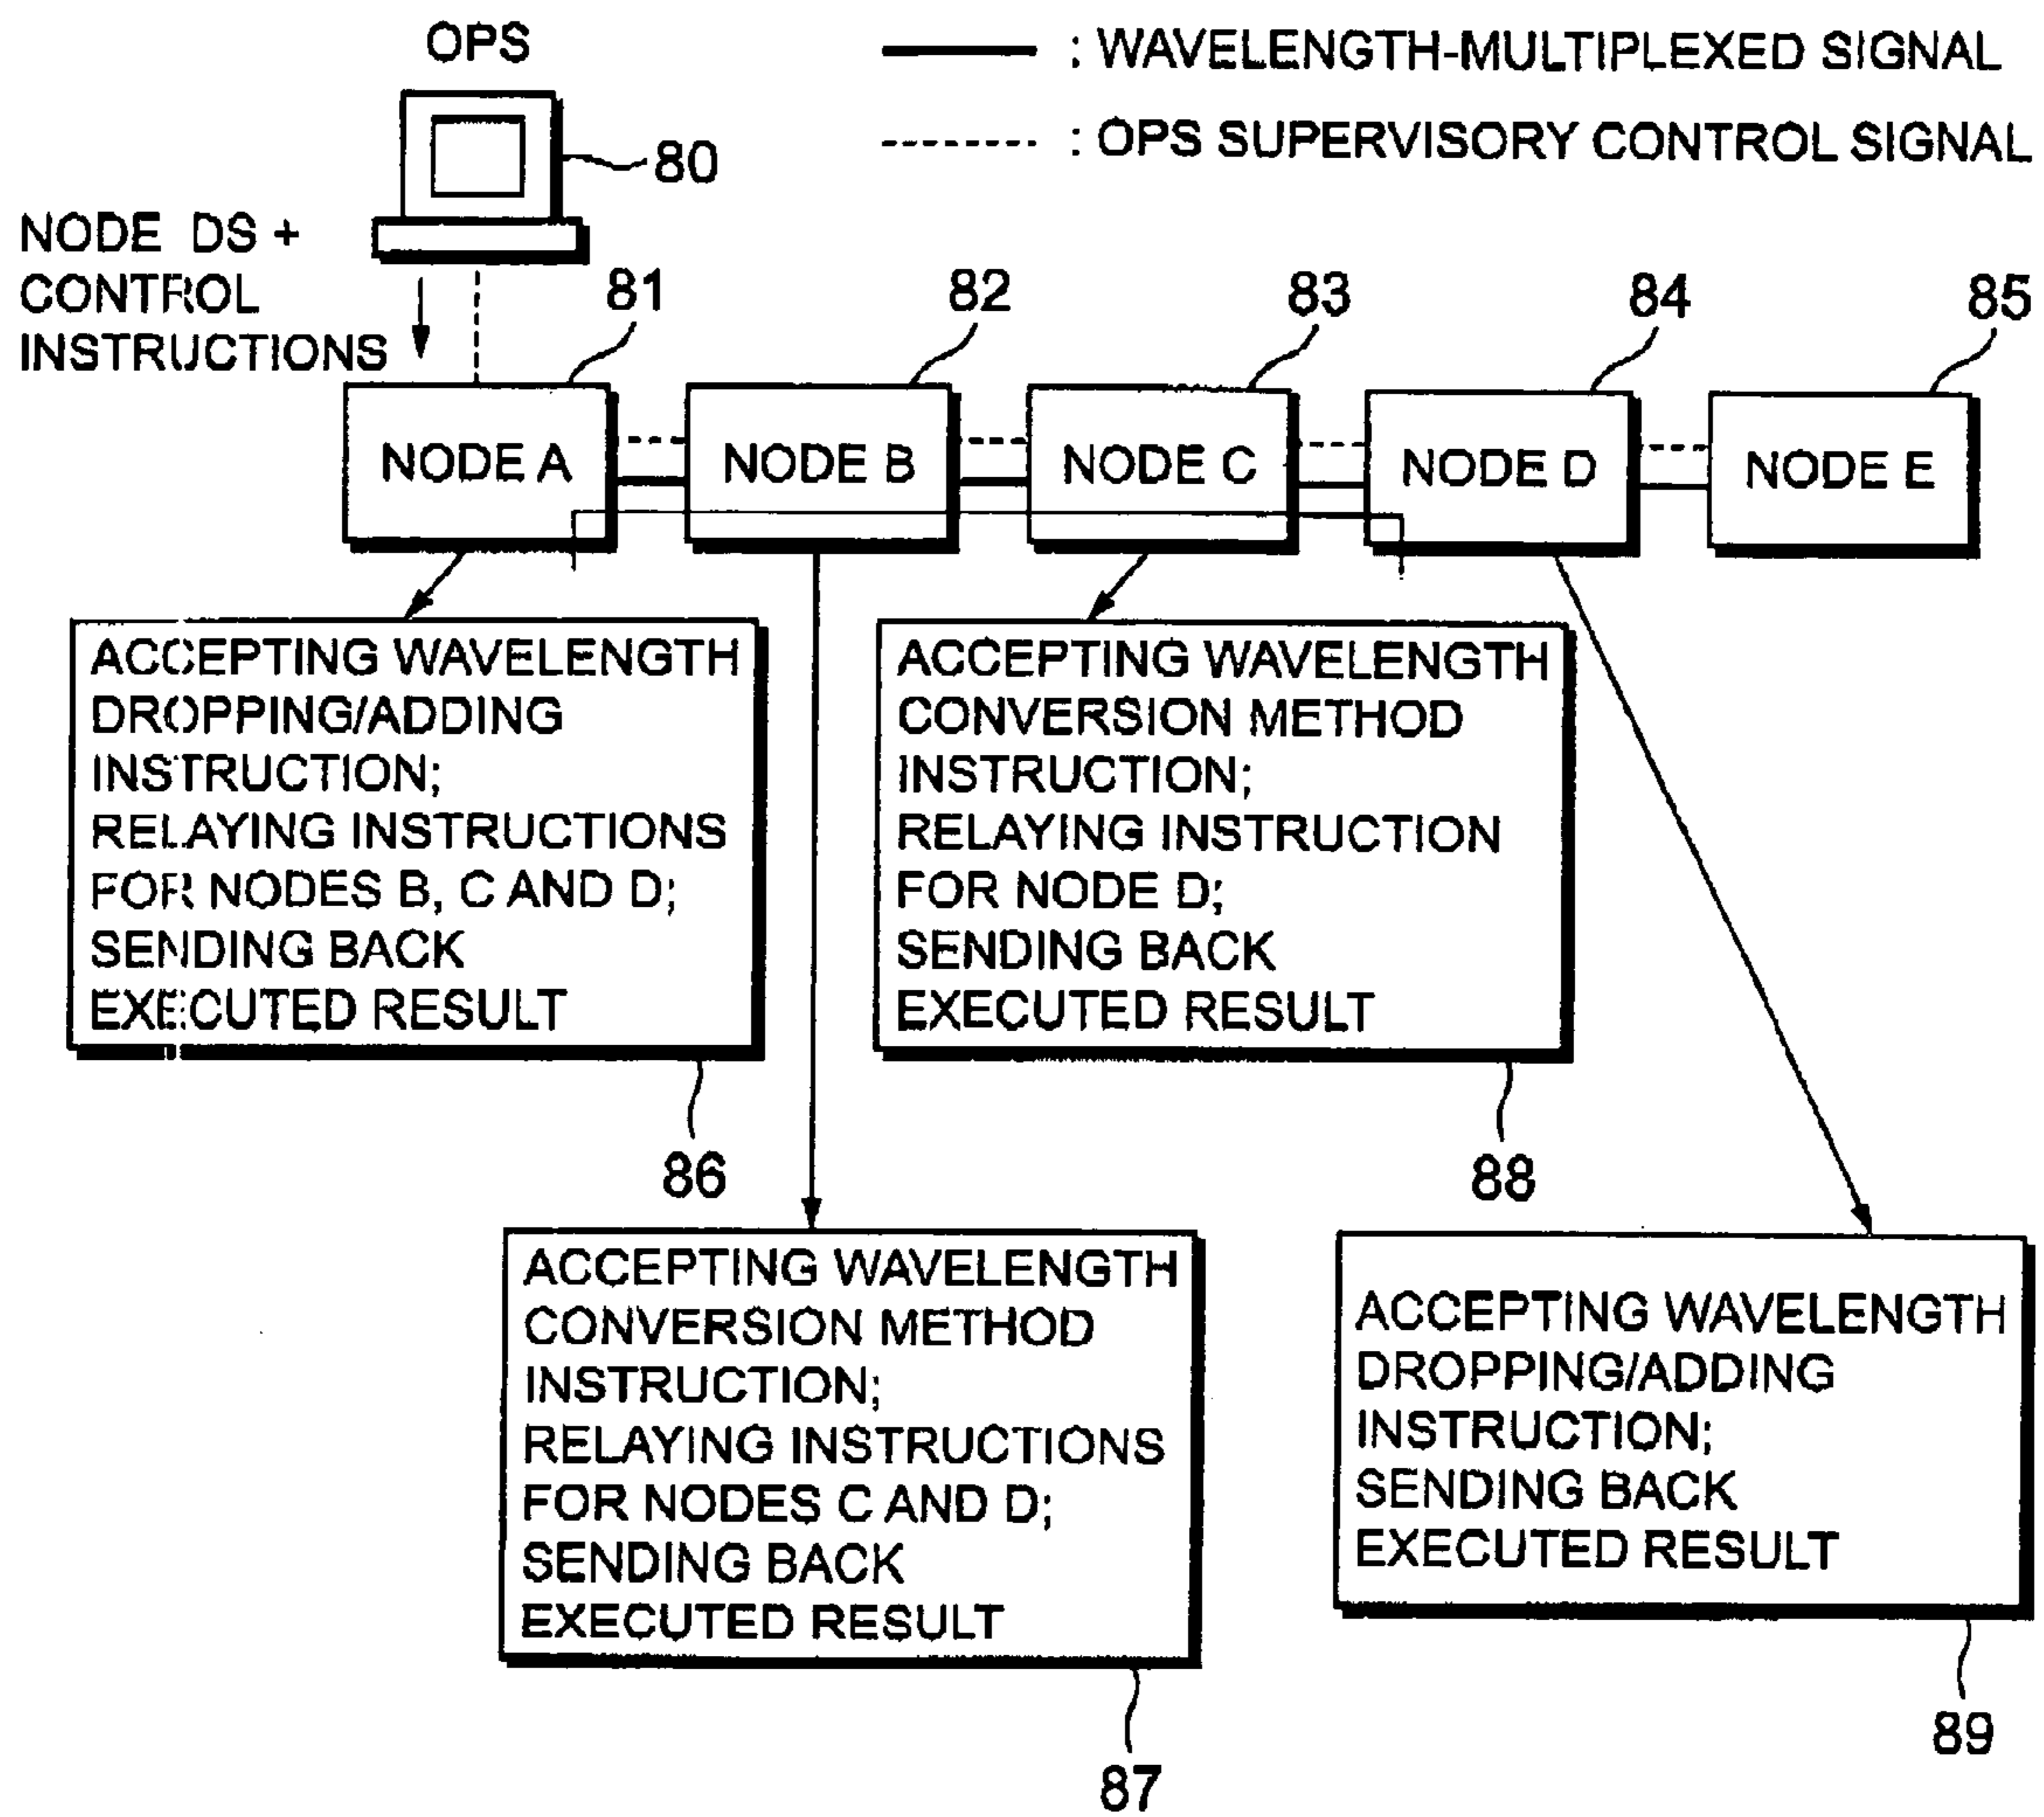 OPS
: WAVELENGTH-MULTIPLEXED SIGNAL
: OPS SUPERVISORY CONTROL SIGNAL
80
NODE DS +
CONTROL
INSTRUCTIONS
81
82
83
84
85
NODE A
NODE B
NODE C
NODE D
NODE E
ACCEPTING WAVELENGTH
DROPPING/ADDING
INSTRUCTION;
RELAYING INSTRUCTIONS
FOR NODES B, C AND D;
SENDING BACK
EXECUTED RESULT
86
ACCEPTING WAVELENGTH
CONVERSION METHOD
INSTRUCTION;
RELAYING INSTRUCTION
FOR NODE D;
SENDING BACK
EXECUTED RESULT
88
ACCEPTING WAVELENGTH
CONVERSION METHOD
INSTRUCTION;
RELAYING INSTRUCTIONS
FOR NODES C AND D;
SENDING BACK
EXECUTED RESULT
87
ACCEPTING WAVELENGTH
DROPPING/ADDING
INSTRUCTION;
SENDING BACK
EXECUTED RESULT
89